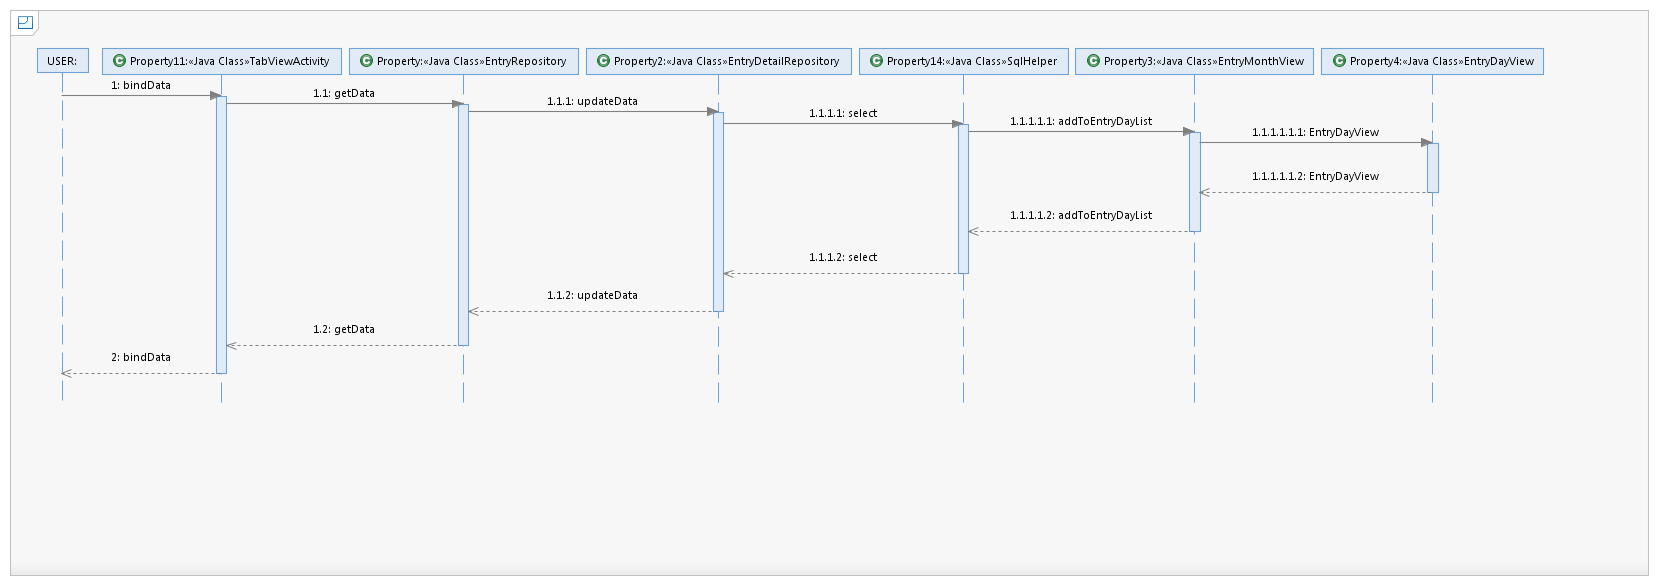 USER:
C Property11:«Java Class»TabViewActivity
C Property:«Java Class»EntryRepository
C Property2:«Java Class»EntryDetailRepository
C Property14:«Java Class»SqlHelper
C Property3:«Java Class»EntryMonthView
C Property4:«Java Class»EntryDayView
1: bindData
1.1: getData
1.1.1: updateData
1.1.1.1: select
1.1.1.1.1: addToEntryDayList
1.1.1.1.1.1: EntryDayView
1.1.1.1.1.2: EntryDayView
1.1.1.1.2: addToEntryDayList
1.1.1.2: select
1.1.2: updateData
1.2: getData
2: bindData